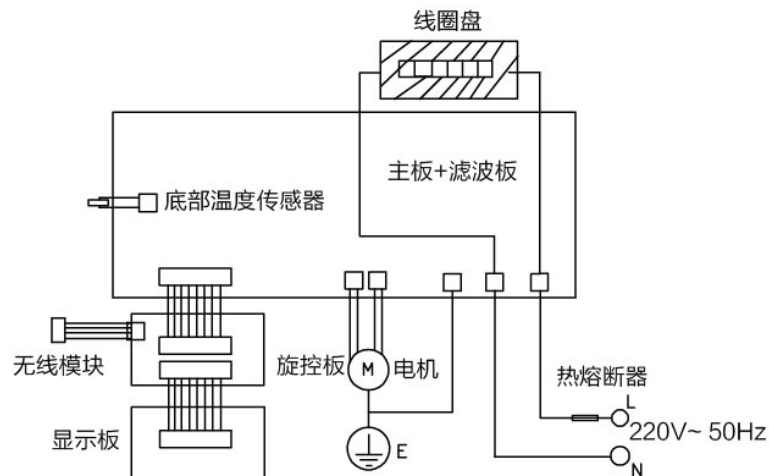 线圈盘
主板+滤波板
底部温度传感器
无线模块
旋控板
M
电机
热熔断器
L
220V~ 50Hz
显示板
E
N